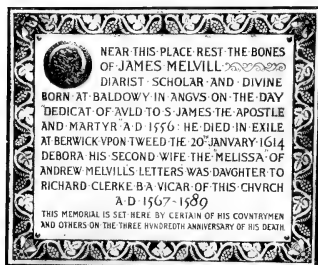 NEAR·THIS·PLACE·REST·THE·BONES
OF·JAMES·MELVILL
DIARIST·SCHOLAR·AND·DIVINE
BORN·AT·BALDOWY·IN·ANGVS·ON·THE·DAY
"DEDICAT·OF·AVLD·TO·S·JAMES·THE·APOSTLE
AND·MARTYR"A·D·1556: HE·DIED·IN·EXILE
AT·BERWICK·VPON·TWEED·THE·20TH·JANVARY·1614
DEBORA·HIS·SECOND·WIFE·THE·"MELISSA"·OF
ANDREW·MELVILL'S·LETTERS·WAS·DAVGHTER·TO
RICHARD·CLERKE·B·A·VICAR·OF·THIS·CHVRCH
A·D·1567-1589
THIS MEMORIAL IS SET HERE BY CERTAIN OF HIS COVNTRYMEN
AND OTHERS ON THE THREE HVNDREDTH ANNIVERSARY OF HIS DEATH